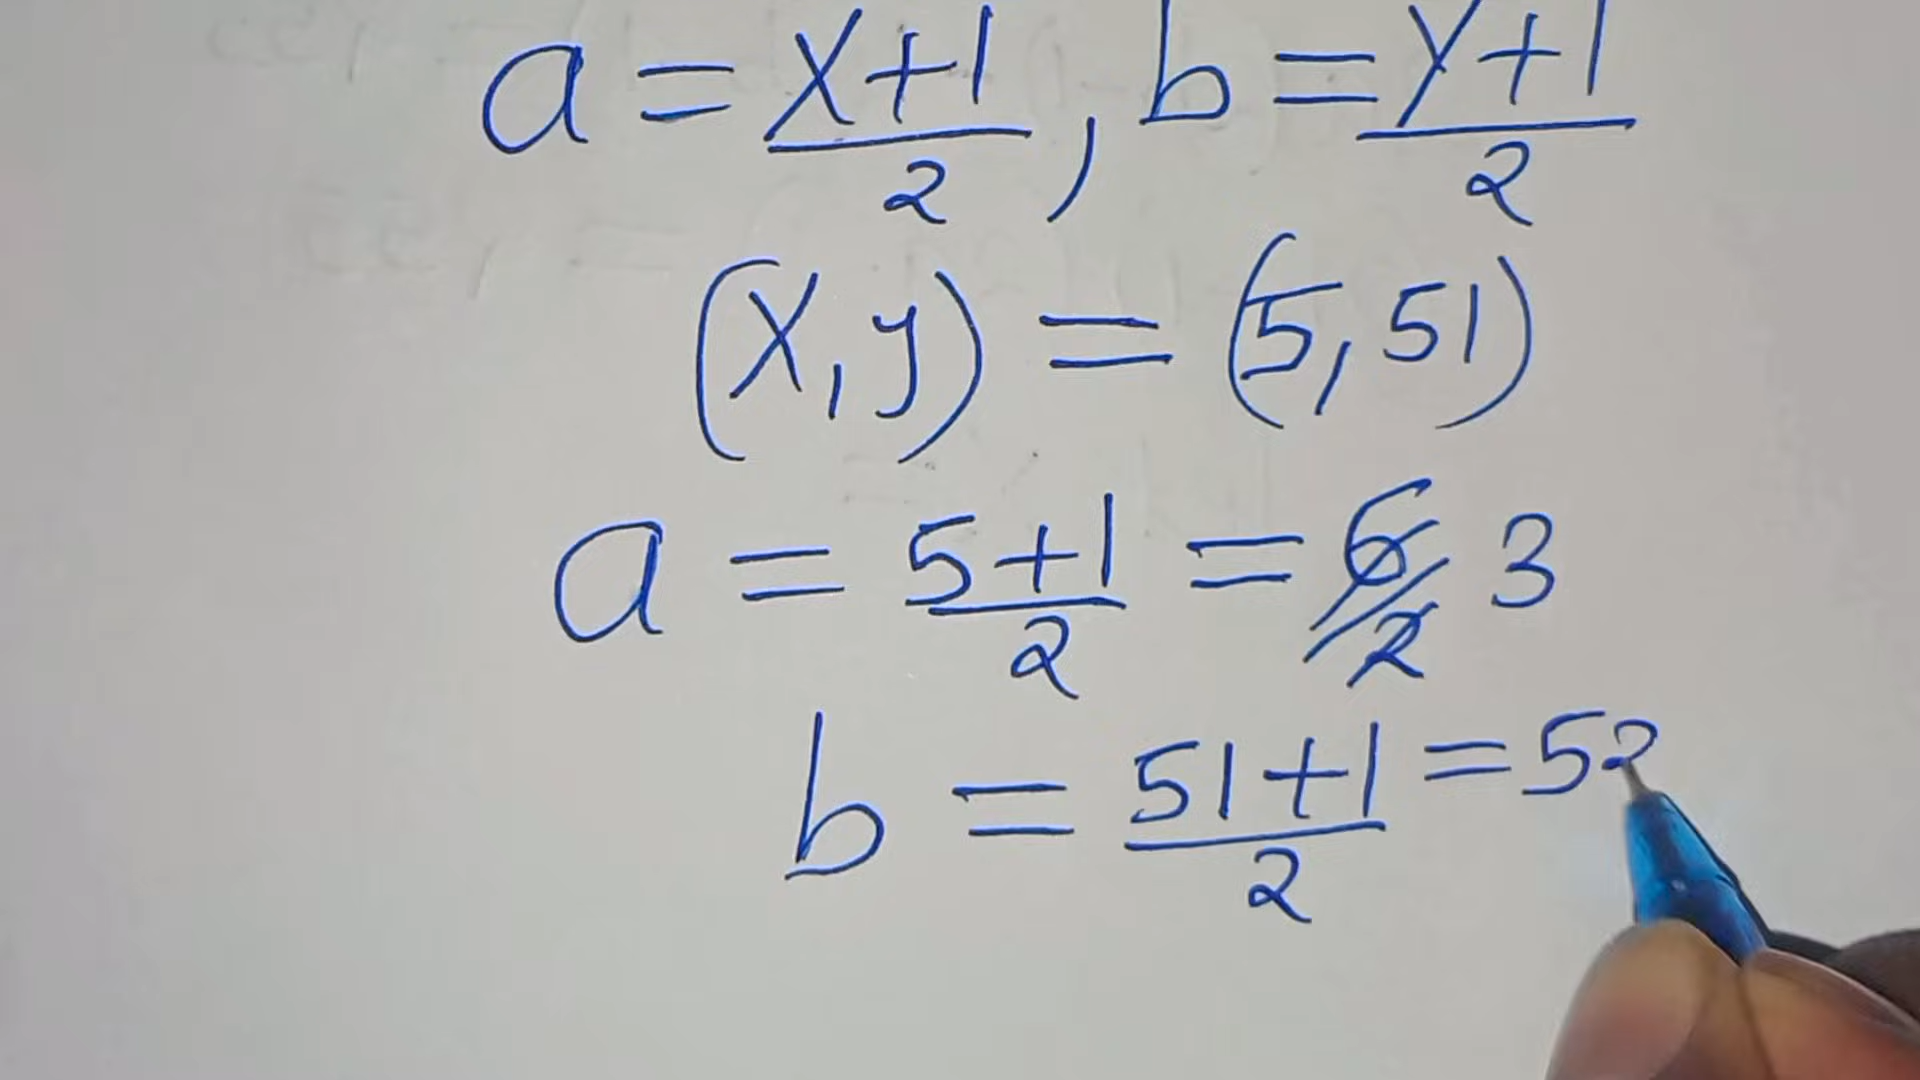 a = x+1/2, b = y+1/2
(x, y) = (5, 51)
a = 5+1/2 = 6/2 3
b = 51+1/2 = 52